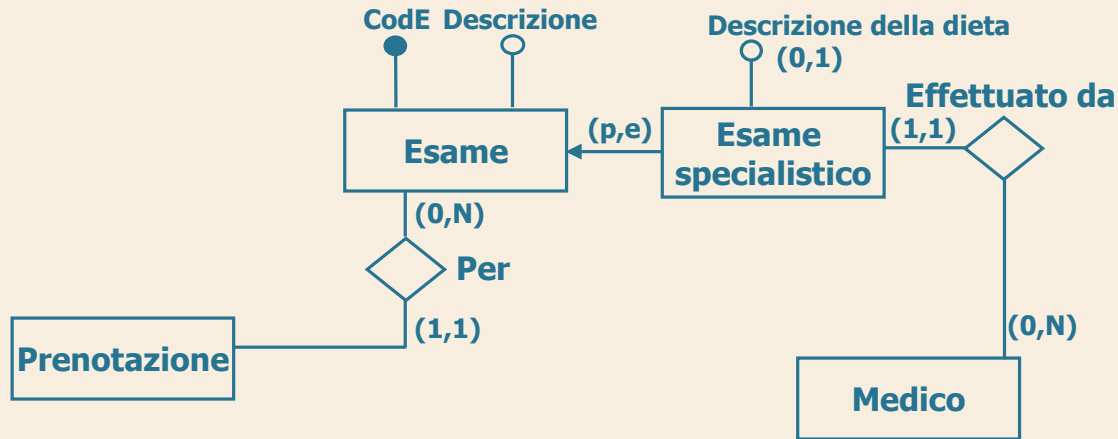 CodE Descrizione
Descrizione della dieta
(0,1)
Effettuato da
Esame
(p,e)
Esame
specialistico
(1,1)
(0,N)
Per
(1,1)
Prenotazione
(0,N)
Medico